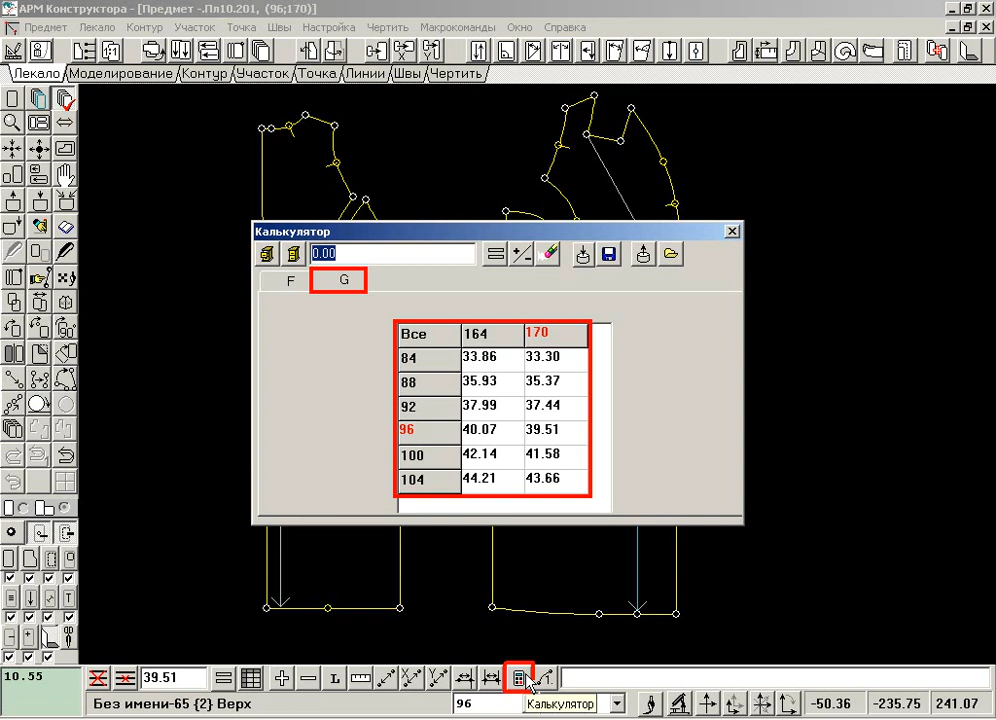 АРМ Конструктора - [Предмет -.Пл10.201, (96;170)]
Предмет Лекало Контур Участок Точка Швы Настройка Чертить Макрокоманды Окно Справка
Лекало Моделирование Контур Участок Точка Линии Швы Чертить
Калькулятор
0.00
F G
Все 164 170
84 33.86 33.30
88 35.93 35.37
92 37.99 37.44
96 40.07 39.51
100 42.14 41.58
104 44.21 43.66
10.55 39.51
Без имени-65 {2} Верх 96 Калькулятор -50.36 -235.75 241.07